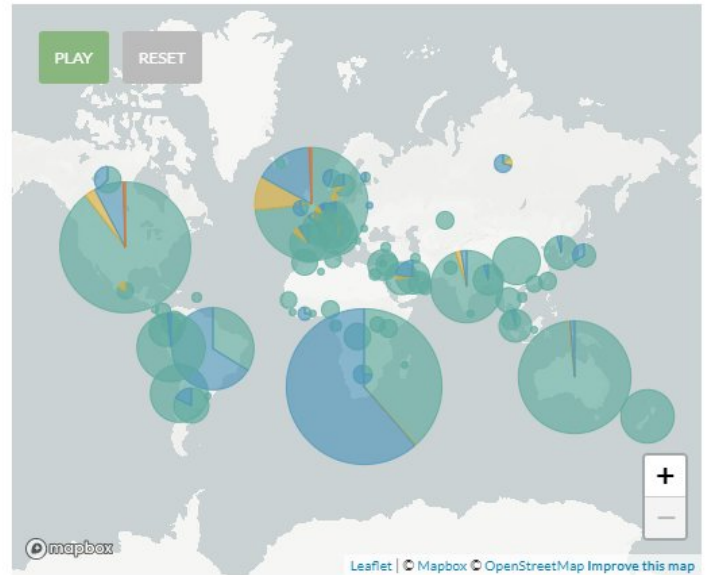 PLAY RESET
+
−
mapbox
Leaflet | © Mapbox © OpenStreetMap Improve this map